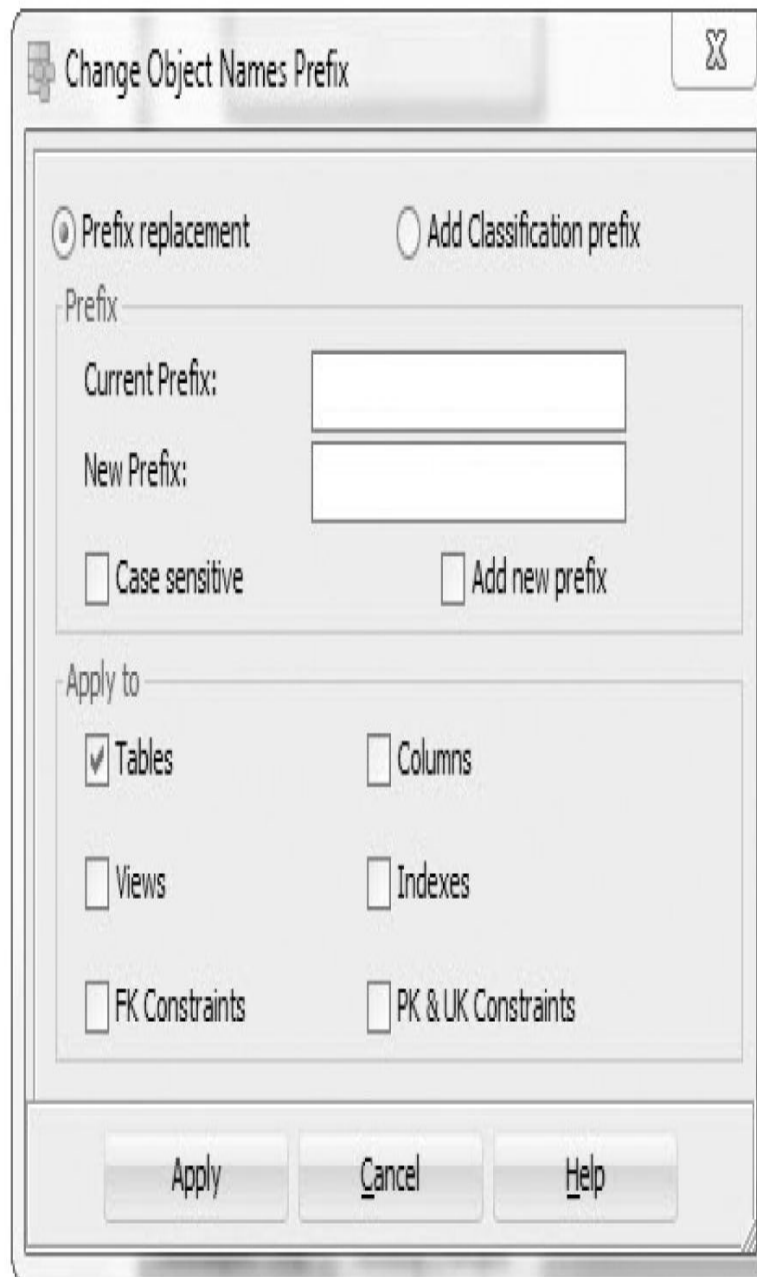 Change Object Names Prefix
X
Prefix replacement
Add Classification prefix
Prefix
Current Prefix:
New Prefix:
Case sensitive
Add new prefix
Apply to
Tables
Columns
Views
Indexes
FK Constraints
PK & UK Constraints
Apply
Cancel
Help